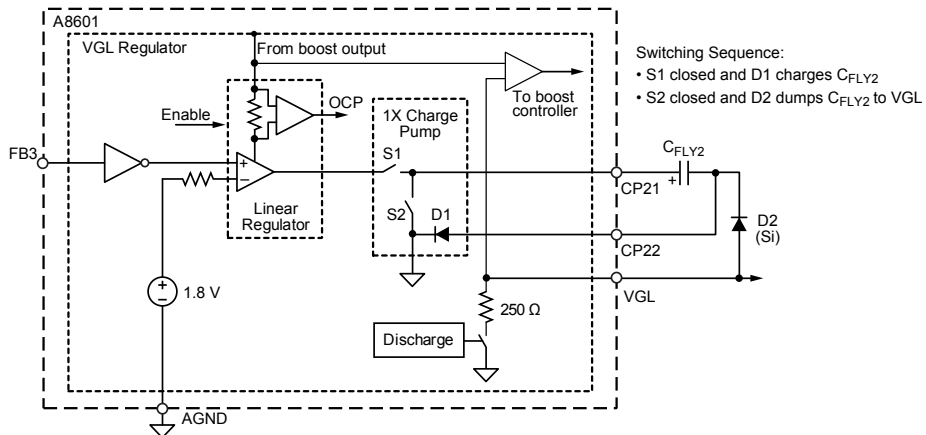 A8601
VGL Regulator
From boost output
Switching Sequence:
• S1 closed and D1 charges CFLY2
• S2 closed and D2 dumps CFLY2 to VGL
Enable
OCP
To boost
controller
1X Charge
Pump
FB3
S1
CFLY2
+
–
+
CP21
Linear
Regulator
S2
D1
D2
(Si)
CP22
VGL
+
–
1.8 V
250 Ω
Discharge
AGND